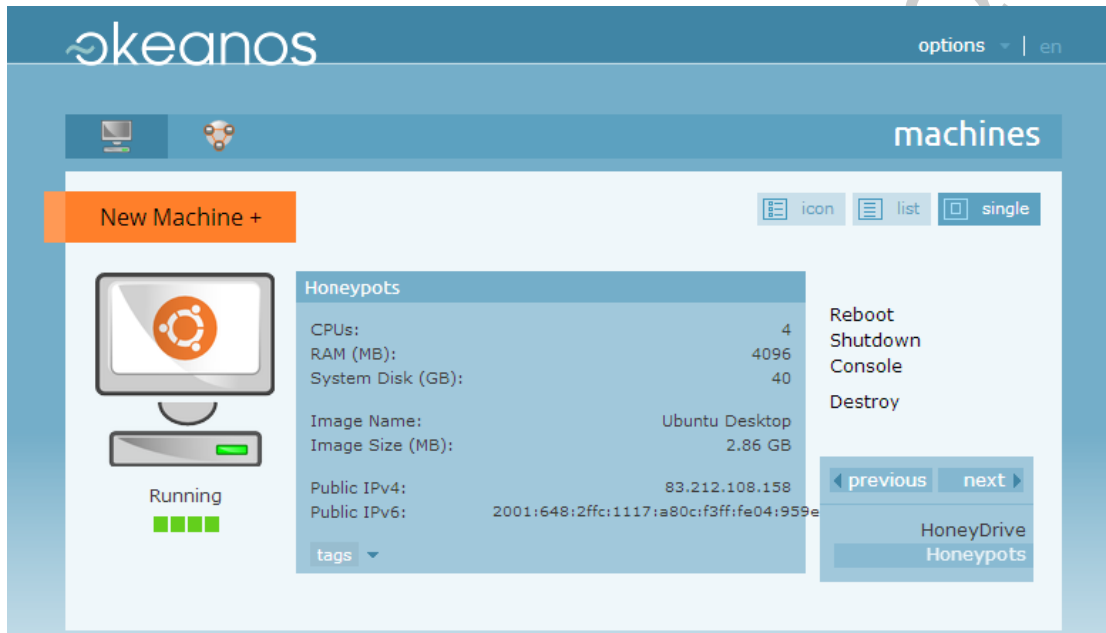 ~okeanos
options | en
machines
New Machine +
icon list single
Honeypots
CPUs: 4
RAM (MB): 4096
System Disk (GB): 40
Image Name: Ubuntu Desktop
Image Size (MB): 2.86 GB
Public IPv4: 83.212.108.158
Public IPv6: 2001:648:2ffc:1117:a80c:f3ff:fe04:959e
tags
Running
Reboot
Shutdown
Console
Destroy
previous next
HoneyDrive
Honeypots